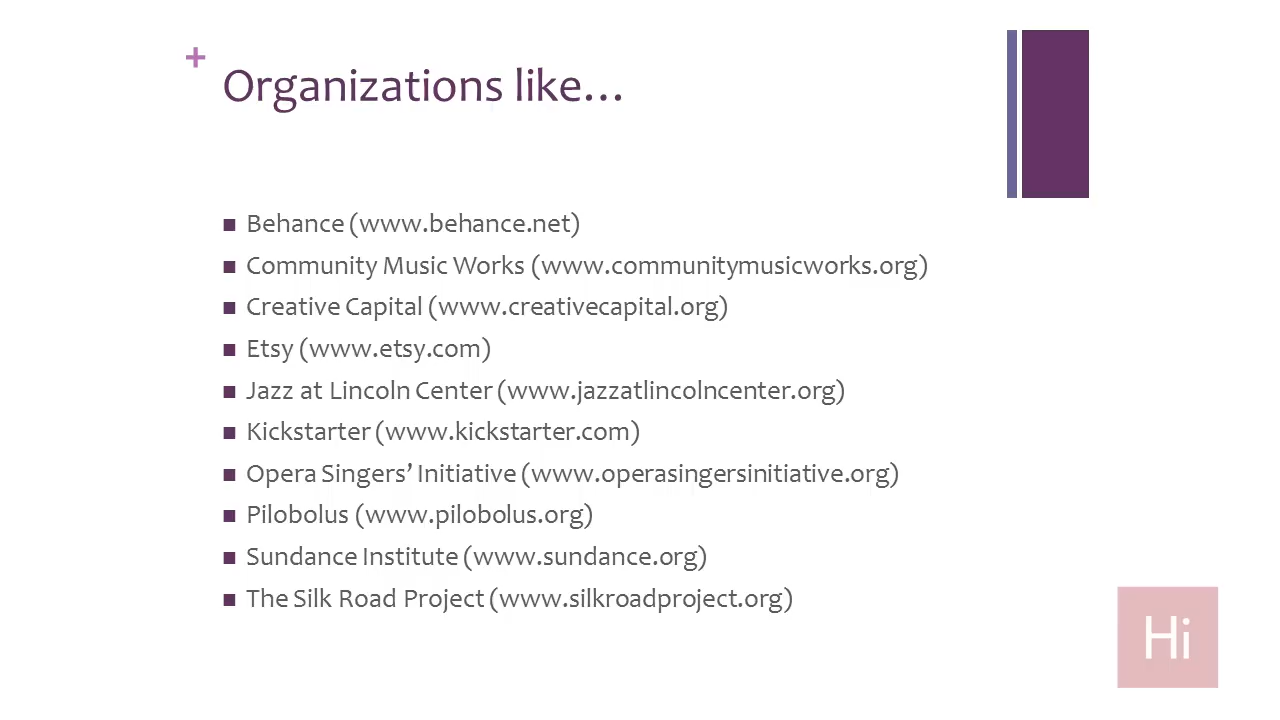 +
Organizations like…
■ Behance (www.behance.net)
■ Community Music Works (www.communitymusicworks.org)
■ Creative Capital (www.creativecapital.org)
■ Etsy (www.etsy.com)
■ Jazz at Lincoln Center (www.jazzatlincolncenter.org)
■ Kickstarter (www.kickstarter.com)
■ Opera Singers’ Initiative (www.operasingersinitiative.org)
■ Pilobolus (www.pilobolus.org)
■ Sundance Institute (www.sundance.org)
■ The Silk Road Project (www.silkroadproject.org)
Hi